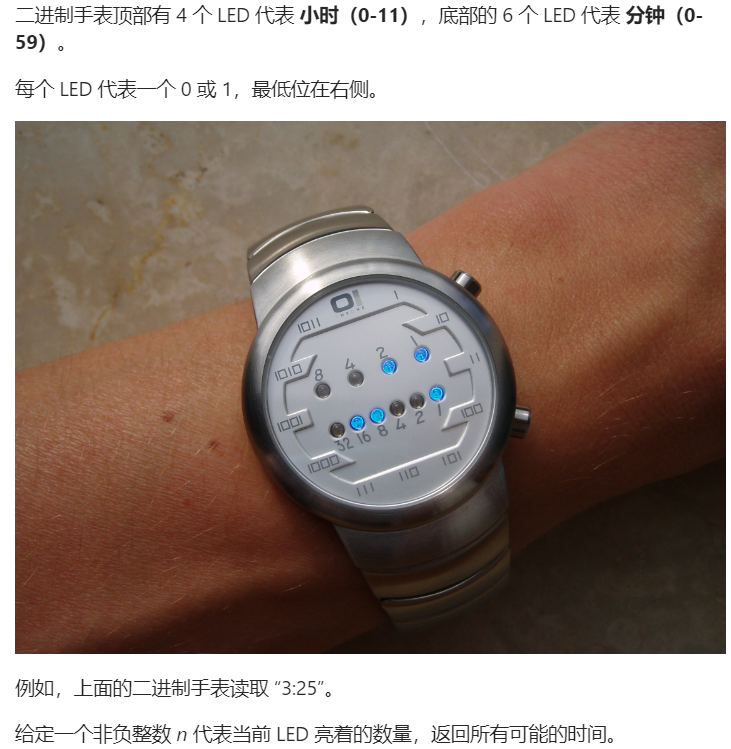 二进制手表顶部有 4 个 LED 代表 小时（0-11），底部的 6 个 LED 代表 分钟（0-
59）。
每个 LED 代表一个 0 或 1，最低位在右侧。
OI
1
1011
10
1
2
4
8
1010
11
1001
100
32 16 8 4 2 1
1000
101
110
111
例如，上面的二进制手表读取 “3:25”。
给定一个非负整数 n 代表当前 LED 亮着的数量，返回所有可能的时间。